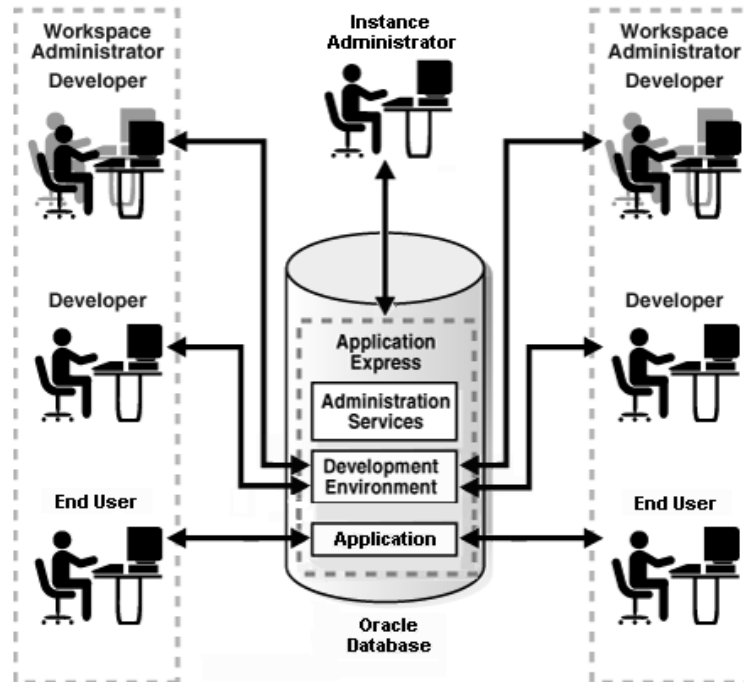 Instance
Administrator
Workspace
Administrator
Developer
Developer
End User
Application
Express
Administration
Services
Development
Environment
Application
Oracle
Database
Workspace
Administrator
Developer
Developer
End User